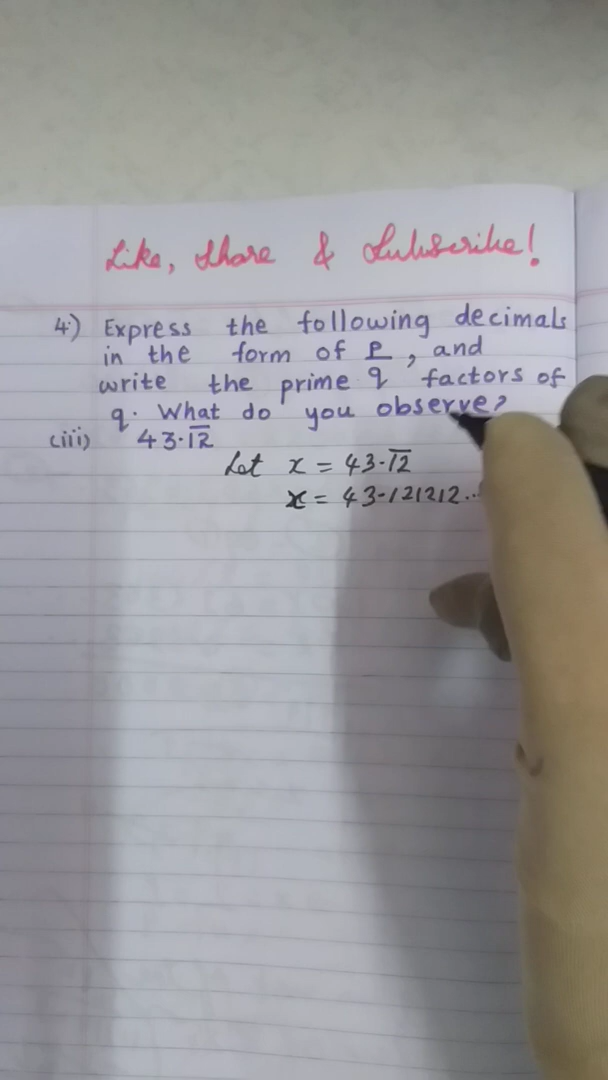 Like, Share & Subscribe!
4) Express the following decimals
in the form of p/q, and
write the prime factors of
q. What do you observe?
(iii) 43.1̅2̅
Let x = 43.1̅2̅
x = 43.121212...